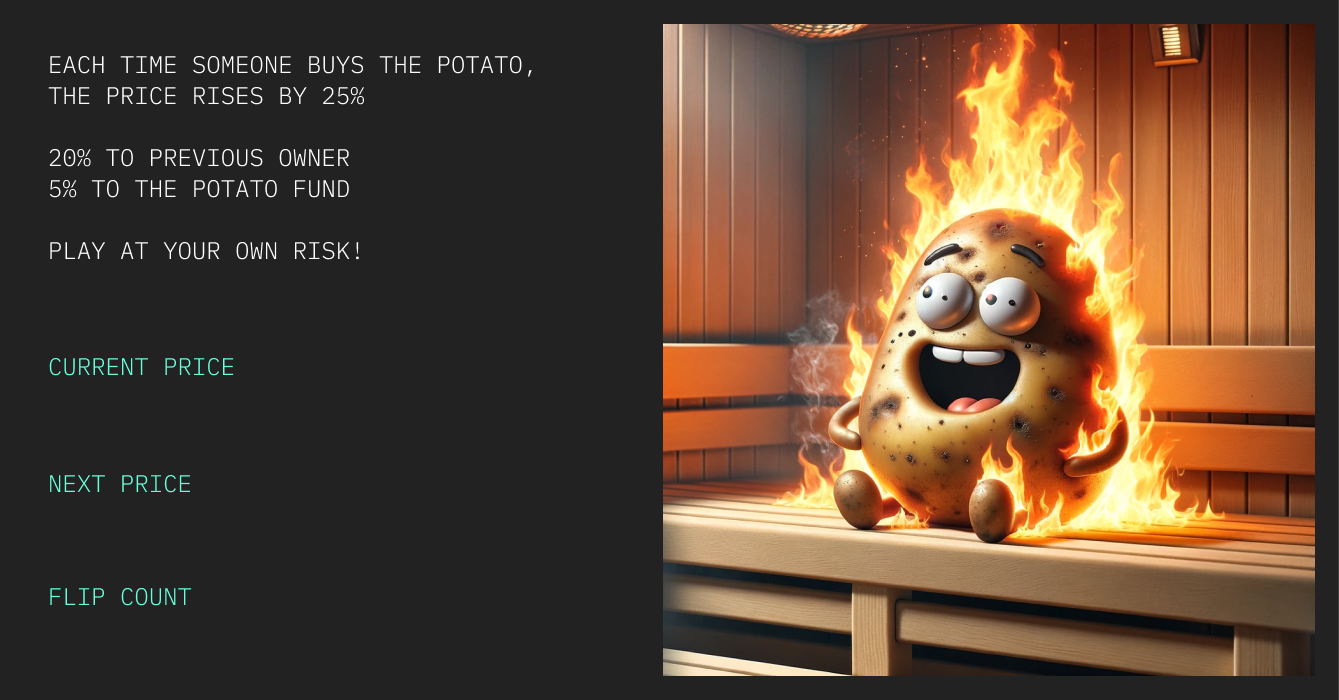 EACH TIME SOMEONE BUYS THE POTATO,
THE PRICE RISES BY 25%
20% TO PREVIOUS OWNER
5% TO THE POTATO FUND
PLAY AT YOUR OWN RISK!
CURRENT PRICE
NEXT PRICE
FLIP COUNT